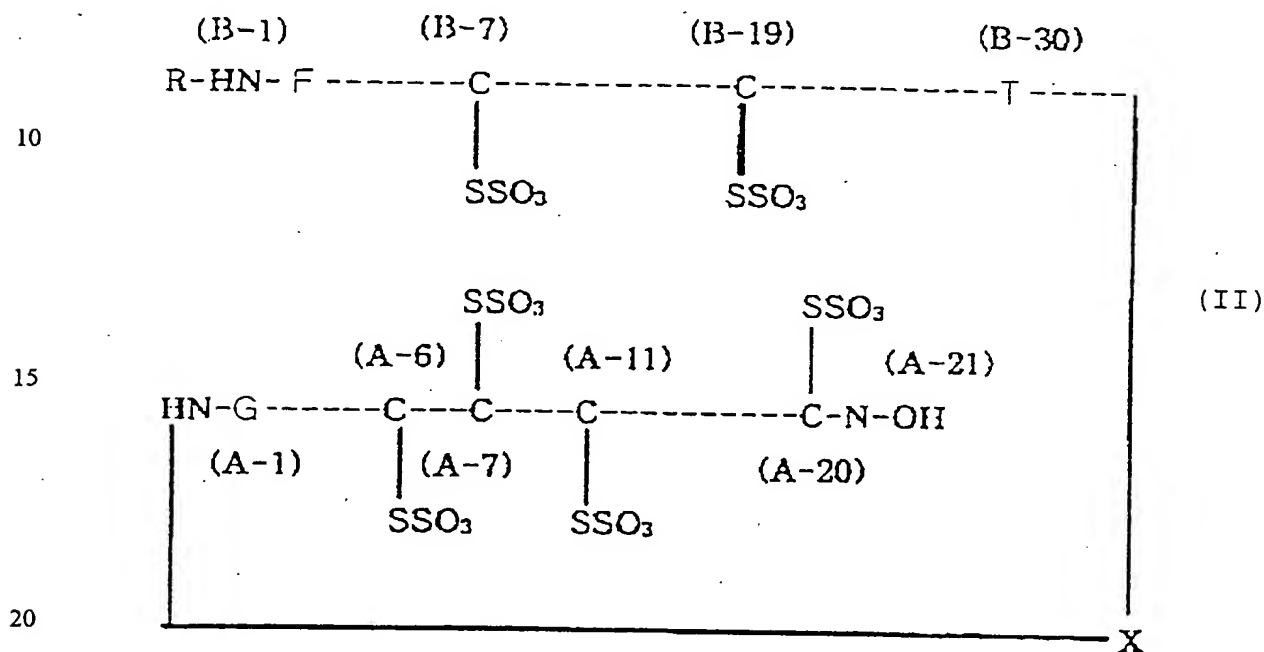 (B-1) (B-7) (B-19) (B-30)
R-HN- F ----------- C ----------------- C ---------------- T -------
10
SSO₃ SSO₃
SSO₃ SSO₃ (II)
(A-6) (A-11) (A-21)
15
HN-G-------C----C-----C-----------C-N-OH
(A-1) (A-7) (A-20)
SSO₃ SSO₃
20
X